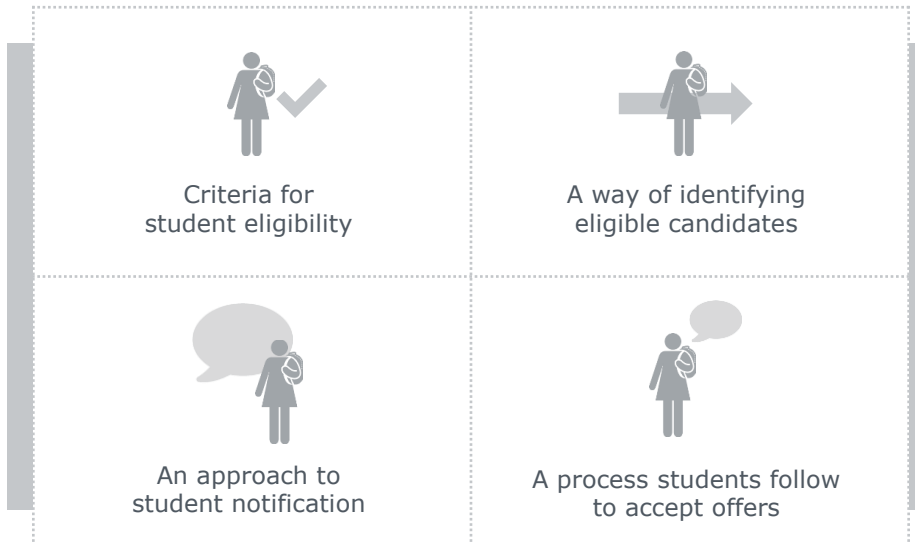 Criteria for
student eligibility
A way of identifying
eligible candidates
An approach to
student notification
A process students follow
to accept offers